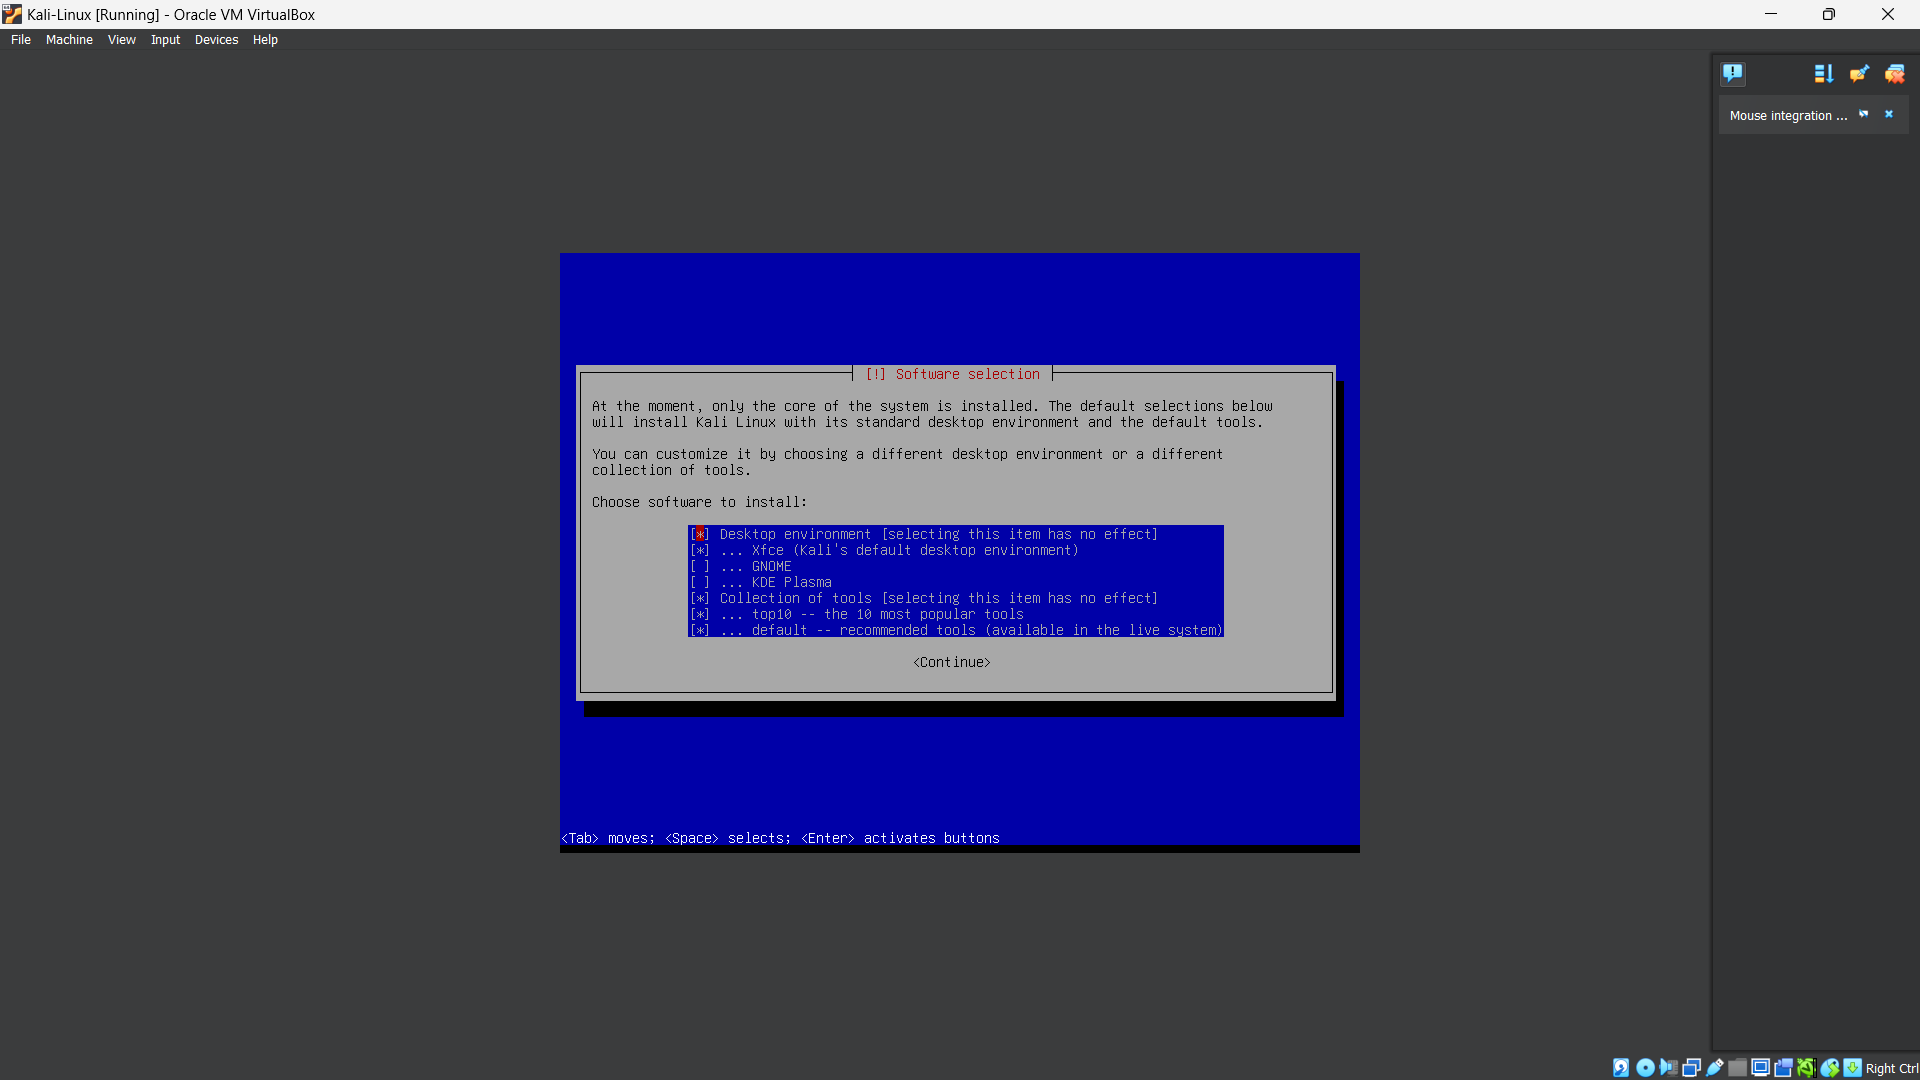 Kali-Linux [Running] - Oracle VM VirtualBox
File Machine View Input Devices Help
Mouse integration ...
[!] Software selection
At the moment, only the core of the system is installed. The default selections below
will install Kali Linux with its standard desktop environment and the default tools.
You can customize it by choosing a different desktop environment or a different
collection of tools.
Choose software to install:
[*] Desktop environment [selecting this item has no effect]
[*] ... Xfce (Kali's default desktop environment)
[ ] ... GNOME
[ ] ... KDE Plasma
[*] Collection of tools [selecting this item has no effect]
[*] ... top10 -- the 10 most popular tools
[*] ... default -- recommended tools (available in the live system)
<Continue>
<Tab> moves; <Space> selects; <Enter> activates buttons
Right Ctrl